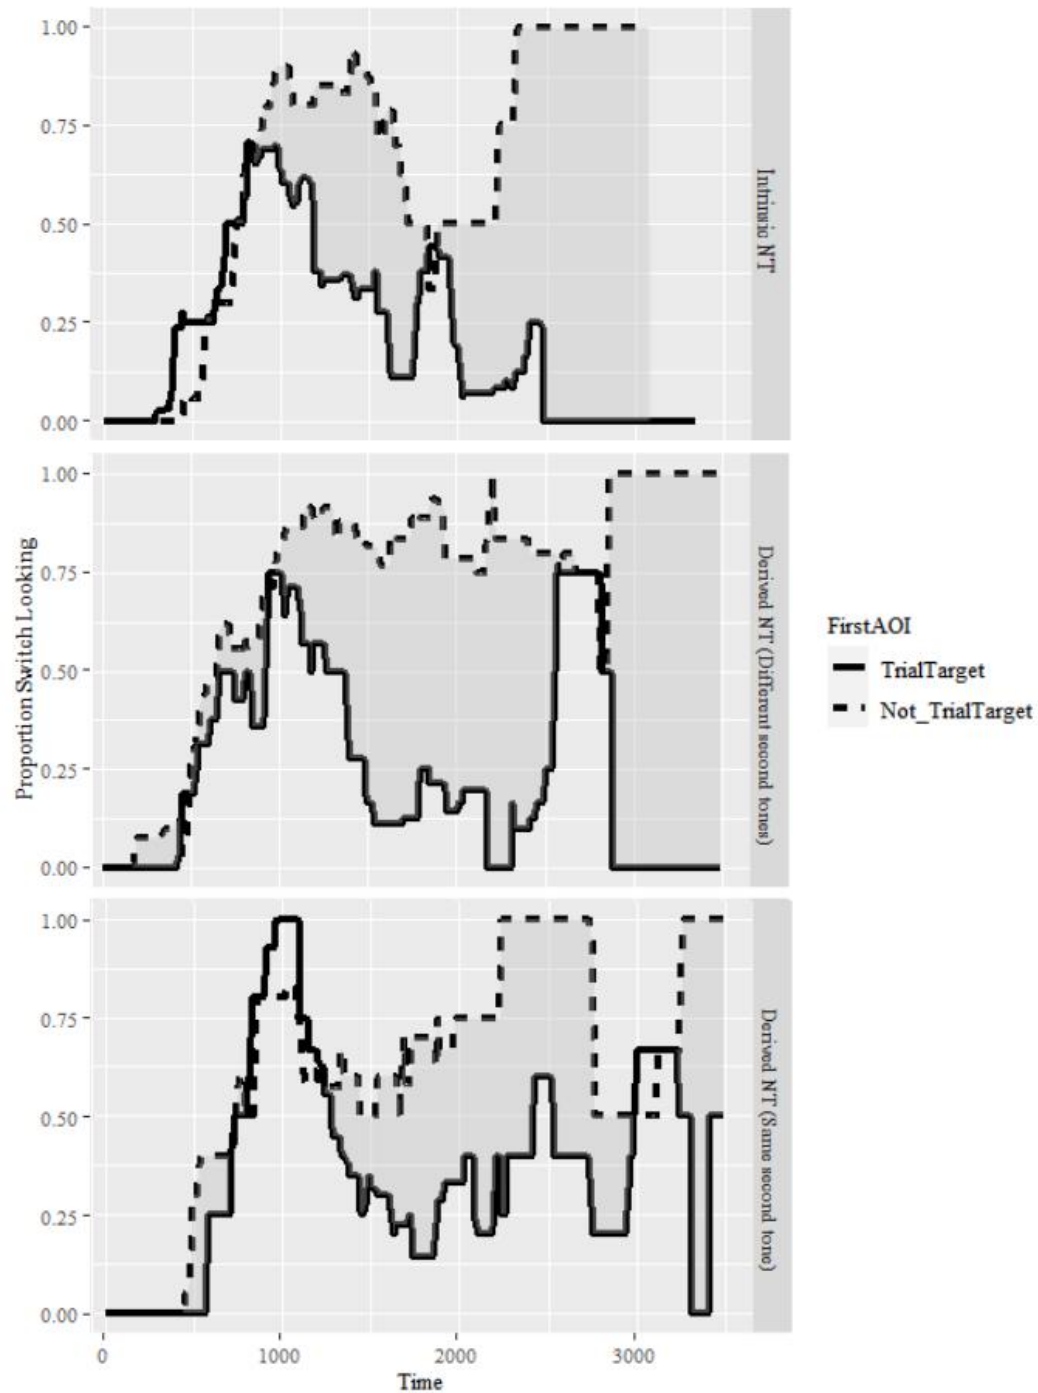 1.00
0.75
0.50
0.25
0.00
Intrinsic NT
1.00
0.75
0.50
0.25
0.00
Derived NT (Different second tones)
1.00
0.75
0.50
0.25
0.00
Derived NT (Same second tone)
Proportion Switch Looking
0 1000 2000 3000
Time
FirstAOI
TrialTarget
Not_TrialTarget